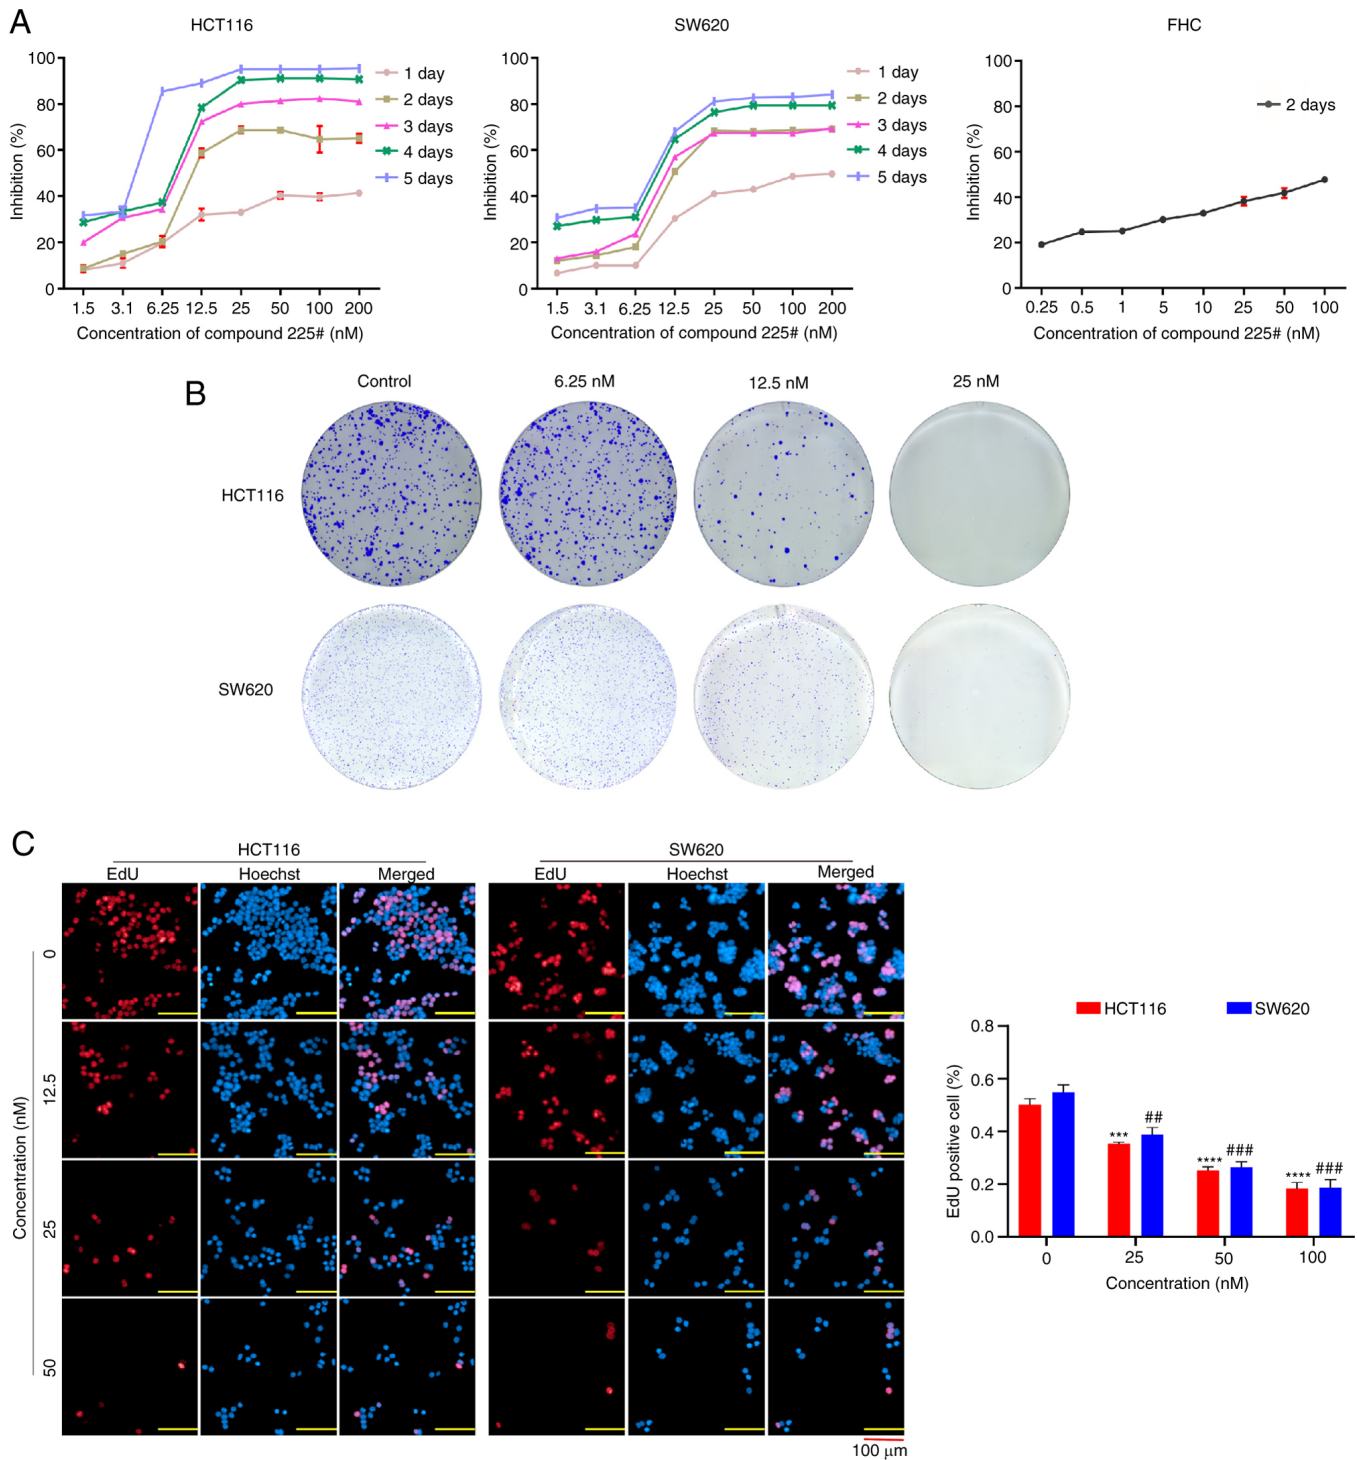 A
HCT116
SW620
FHC
100
80
60
40
20
0
Inhibition (%)
1.5 3.1 6.25 12.5 25 50 100 200
Concentration of compound 225# (nM)
1 day
2 days
3 days
4 days
5 days
100
80
60
40
20
0
Inhibition (%)
1.5 3.1 6.25 12.5 25 50 100 200
Concentration of compound 225# (nM)
1 day
2 days
3 days
4 days
5 days
100
80
60
40
20
0
Inhibition (%)
0.25 0.5 1 5 10 25 50 100
Concentration of compound 225# (nM)
2 days
B
Control 6.25 nM 12.5 nM 25 nM
HCT116
SW620
C
HCT116 SW620
EdU Hoechst Merged EdU Hoechst Merged
Concentration (nM)
0
12.5
25
50
100 µm
HCT116 SW620
0.8
0.6
0.4
0.2
0.0
EdU positive cell (%)
*** ## **** ### **** ###
0 25 50 100
Concentration (nM)